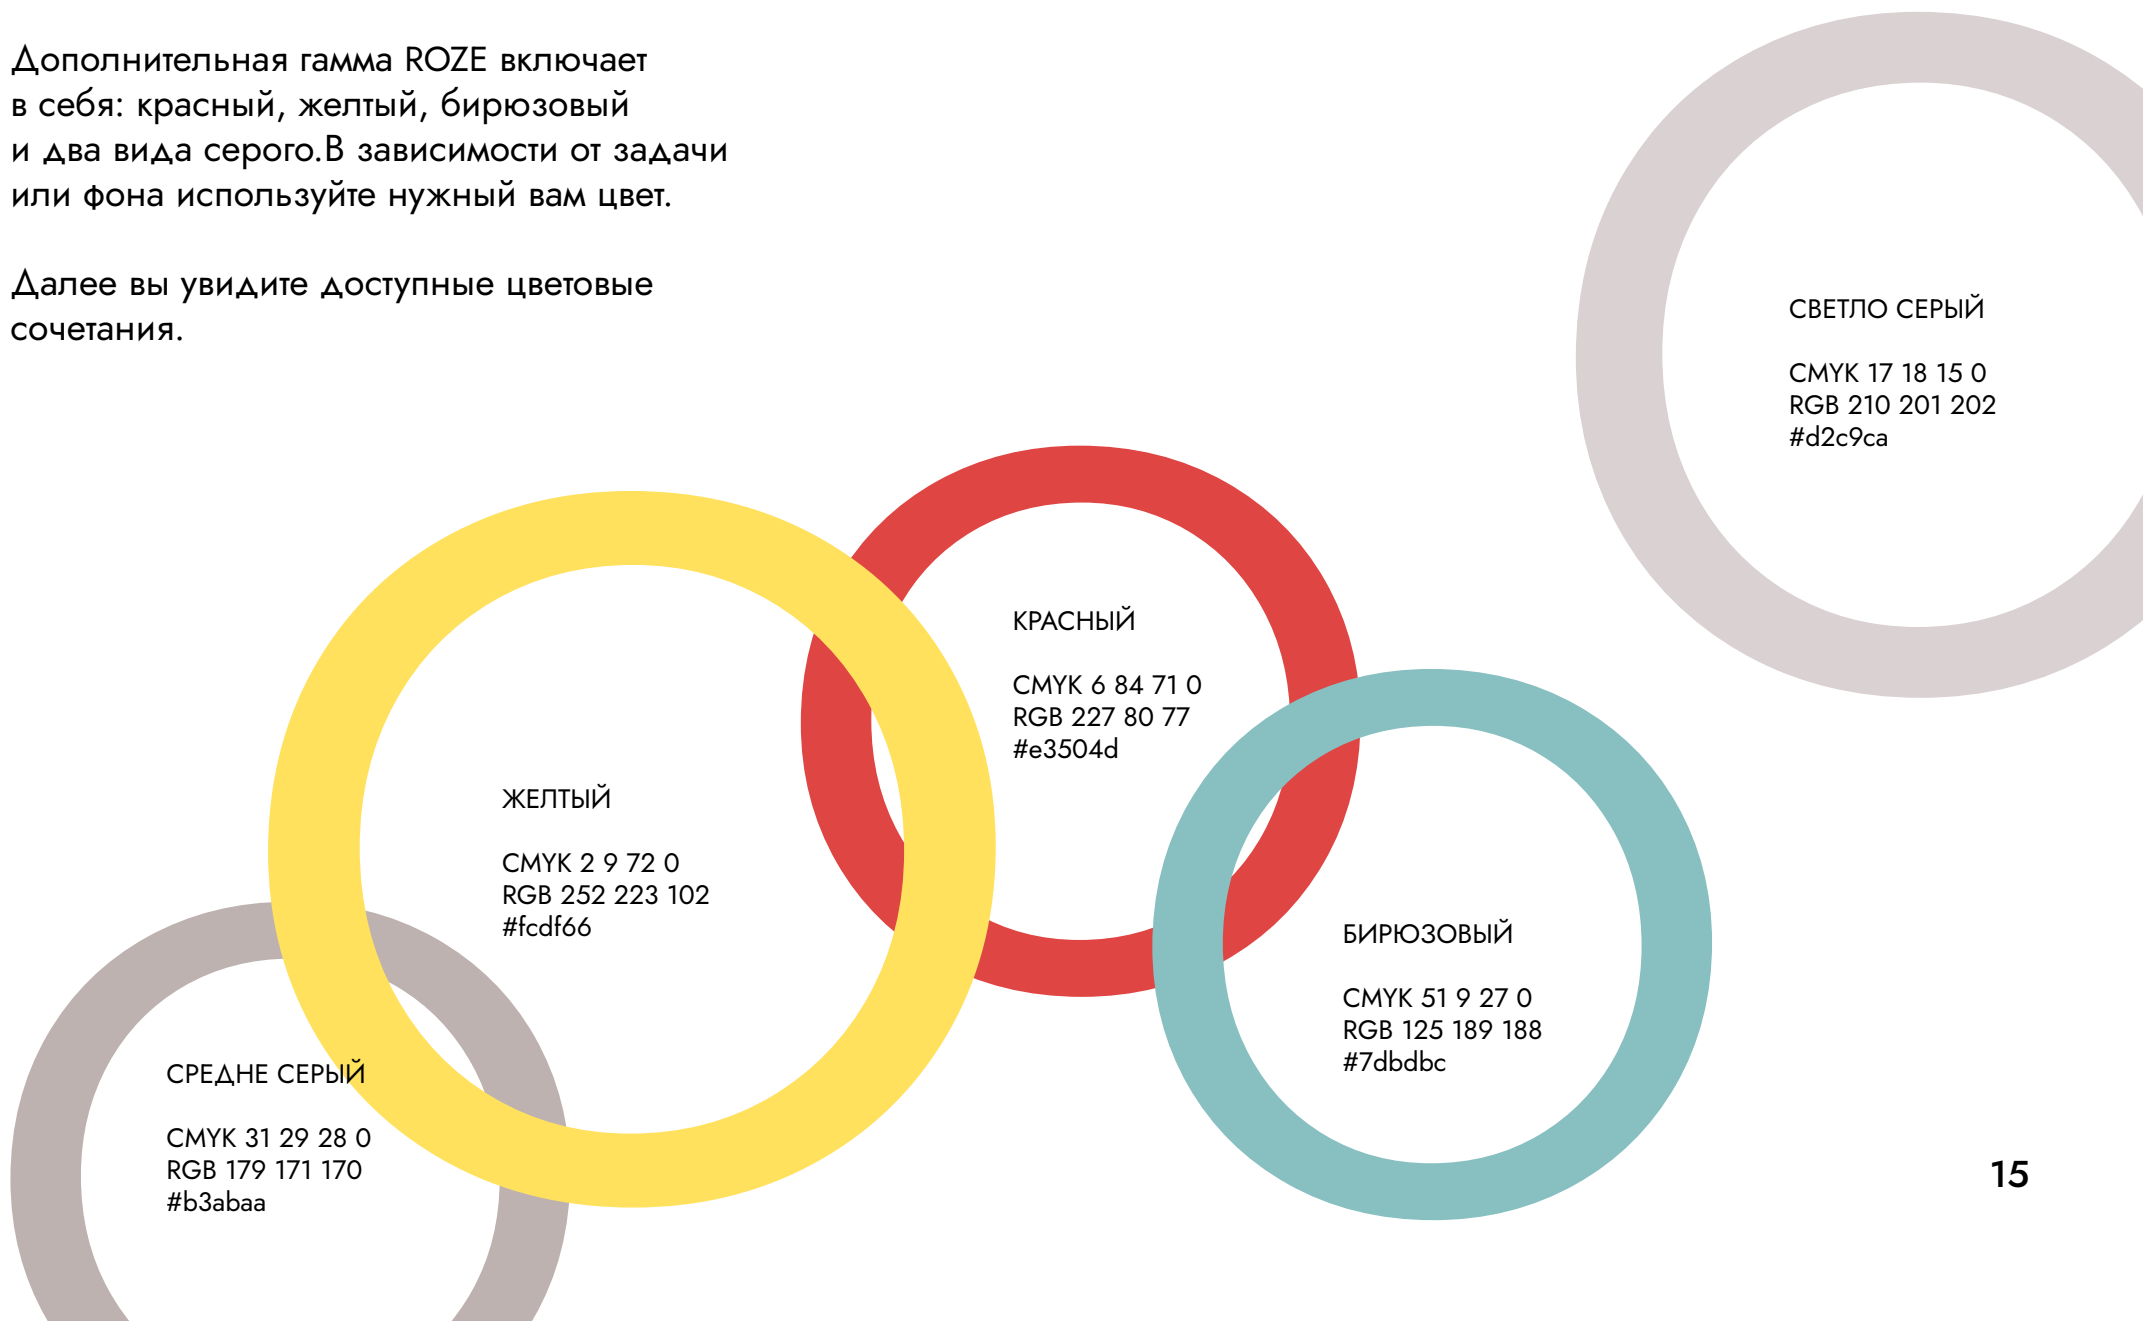 Дополнительная гамма ROZE включает
в себя: красный, желтый, бирюзовый
и два вида серого.В зависимости от задачи
или фона используйте нужный вам цвет.
Далее вы увидите доступные цветовые
сочетания.
СВЕТЛО СЕРЫЙ
CMYK 17 18 15 0
RGB 210 201 202
#d2c9ca
КРАСНЫЙ
CMYK 6 84 71 0
RGB 227 80 77
#e3504d
ЖЕЛТЫЙ
CMYK 2 9 72 0
RGB 252 223 102
#fcdf66
БИРЮЗОВЫЙ
CMYK 51 9 27 0
RGB 125 189 188
#7dbdbc
СРЕДНЕ СЕРЫЙ
CMYK 31 29 28 0
RGB 179 171 170
#b3abaa
15